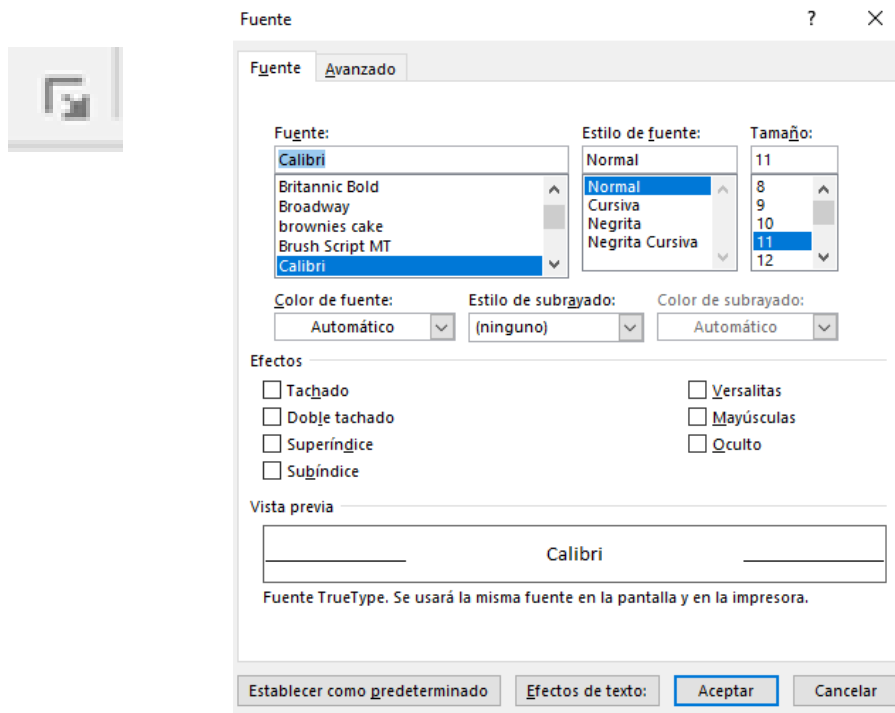 Fuente ? ×
Fuente Avanzado
Fuente: Estilo de fuente: Tamaño:
Calibri Normal 11
Britannic Bold Normal 8
Broadway Cursiva 9
brownies cake Negrita 10
Brush Script MT Negrita Cursiva 11
Calibri 12
Color de fuente: Estilo de subrayado: Color de subrayado:
Automático (ninguno) Automático
Efectos
Tachado Versalitas
Doble tachado Mayúsculas
Superíndice Oculto
Subíndice
Vista previa
Calibri
Fuente TrueType. Se usará la misma fuente en la pantalla y en la impresora.
Establecer como predeterminado Efectos de texto: Aceptar Cancelar